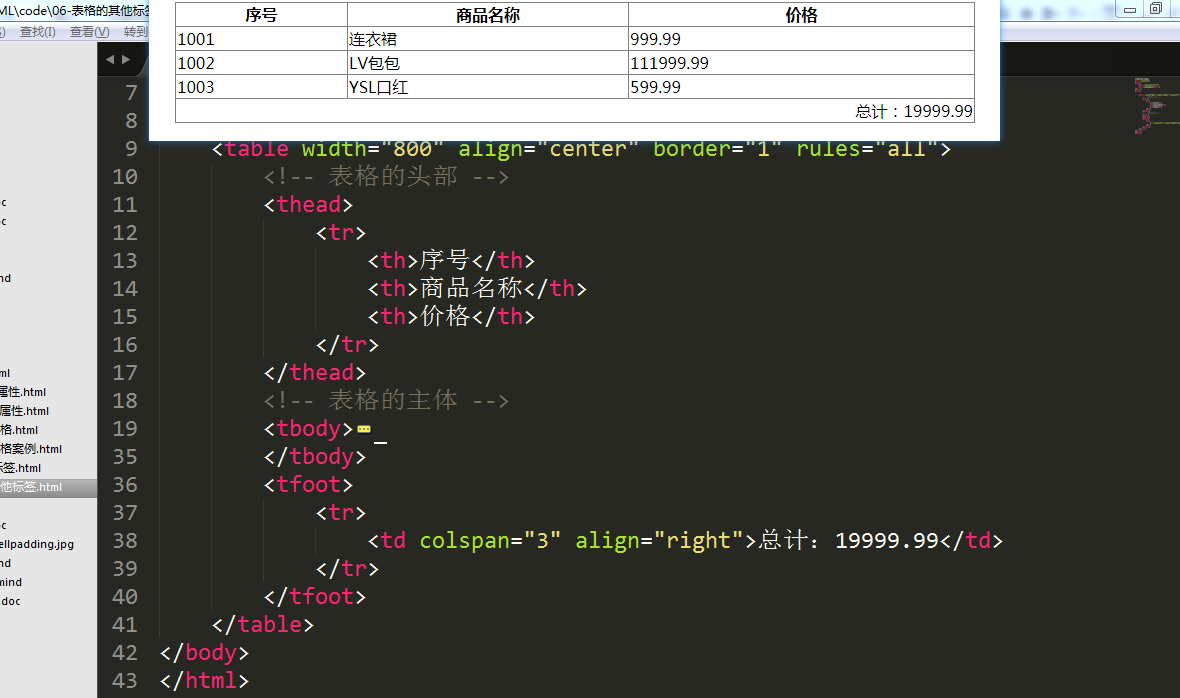 ML\code\06-表格的其他标签
查找(I) 查看(V) 转到
序号 商品名称 价格
1001 连衣裙 999.99
1002 LV包包 111999.99
1003 YSL口红 599.99
总计：19999.99
7
8
9 <table width="800" align="center" border="1" rules="all">
10 <!-- 表格的头部 -->
11 <thead>
12 <tr>
13 <th>序号</th>
14 <th>商品名称</th>
15 <th>价格</th>
16 </tr>
17 </thead>
18 <!-- 表格的主体 -->
19 <tbody>
35 </tbody>
36 <tfoot>
37 <tr>
38 <td colspan="3" align="right">总计：19999.99</td>
39 </tr>
40 </tfoot>
41 </table>
42 </body>
43 </html>
属性.html
属性.html
格.html
格案例.html
签.html
他标签.html
ellpadding.jpg
mind
.doc